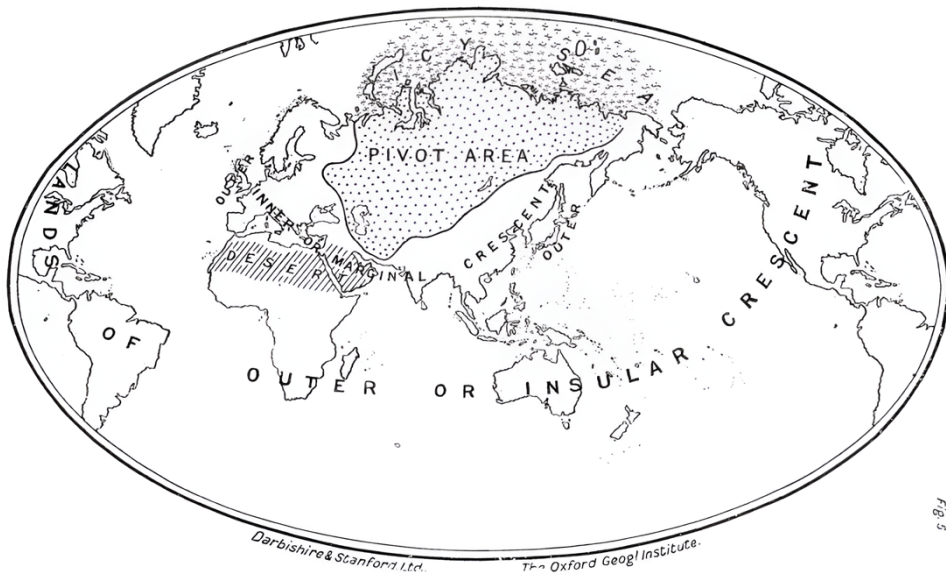 ICY SEA
PIVOT AREA
LANDS OF OUTER OR INSULAR CRESCENT
OUTER
INNER OR MARGINAL CRESCENT
OUTER
DESERT
Darbishire & Stanford Ltd.
The Oxford Geogl Institute.
Fig. 5